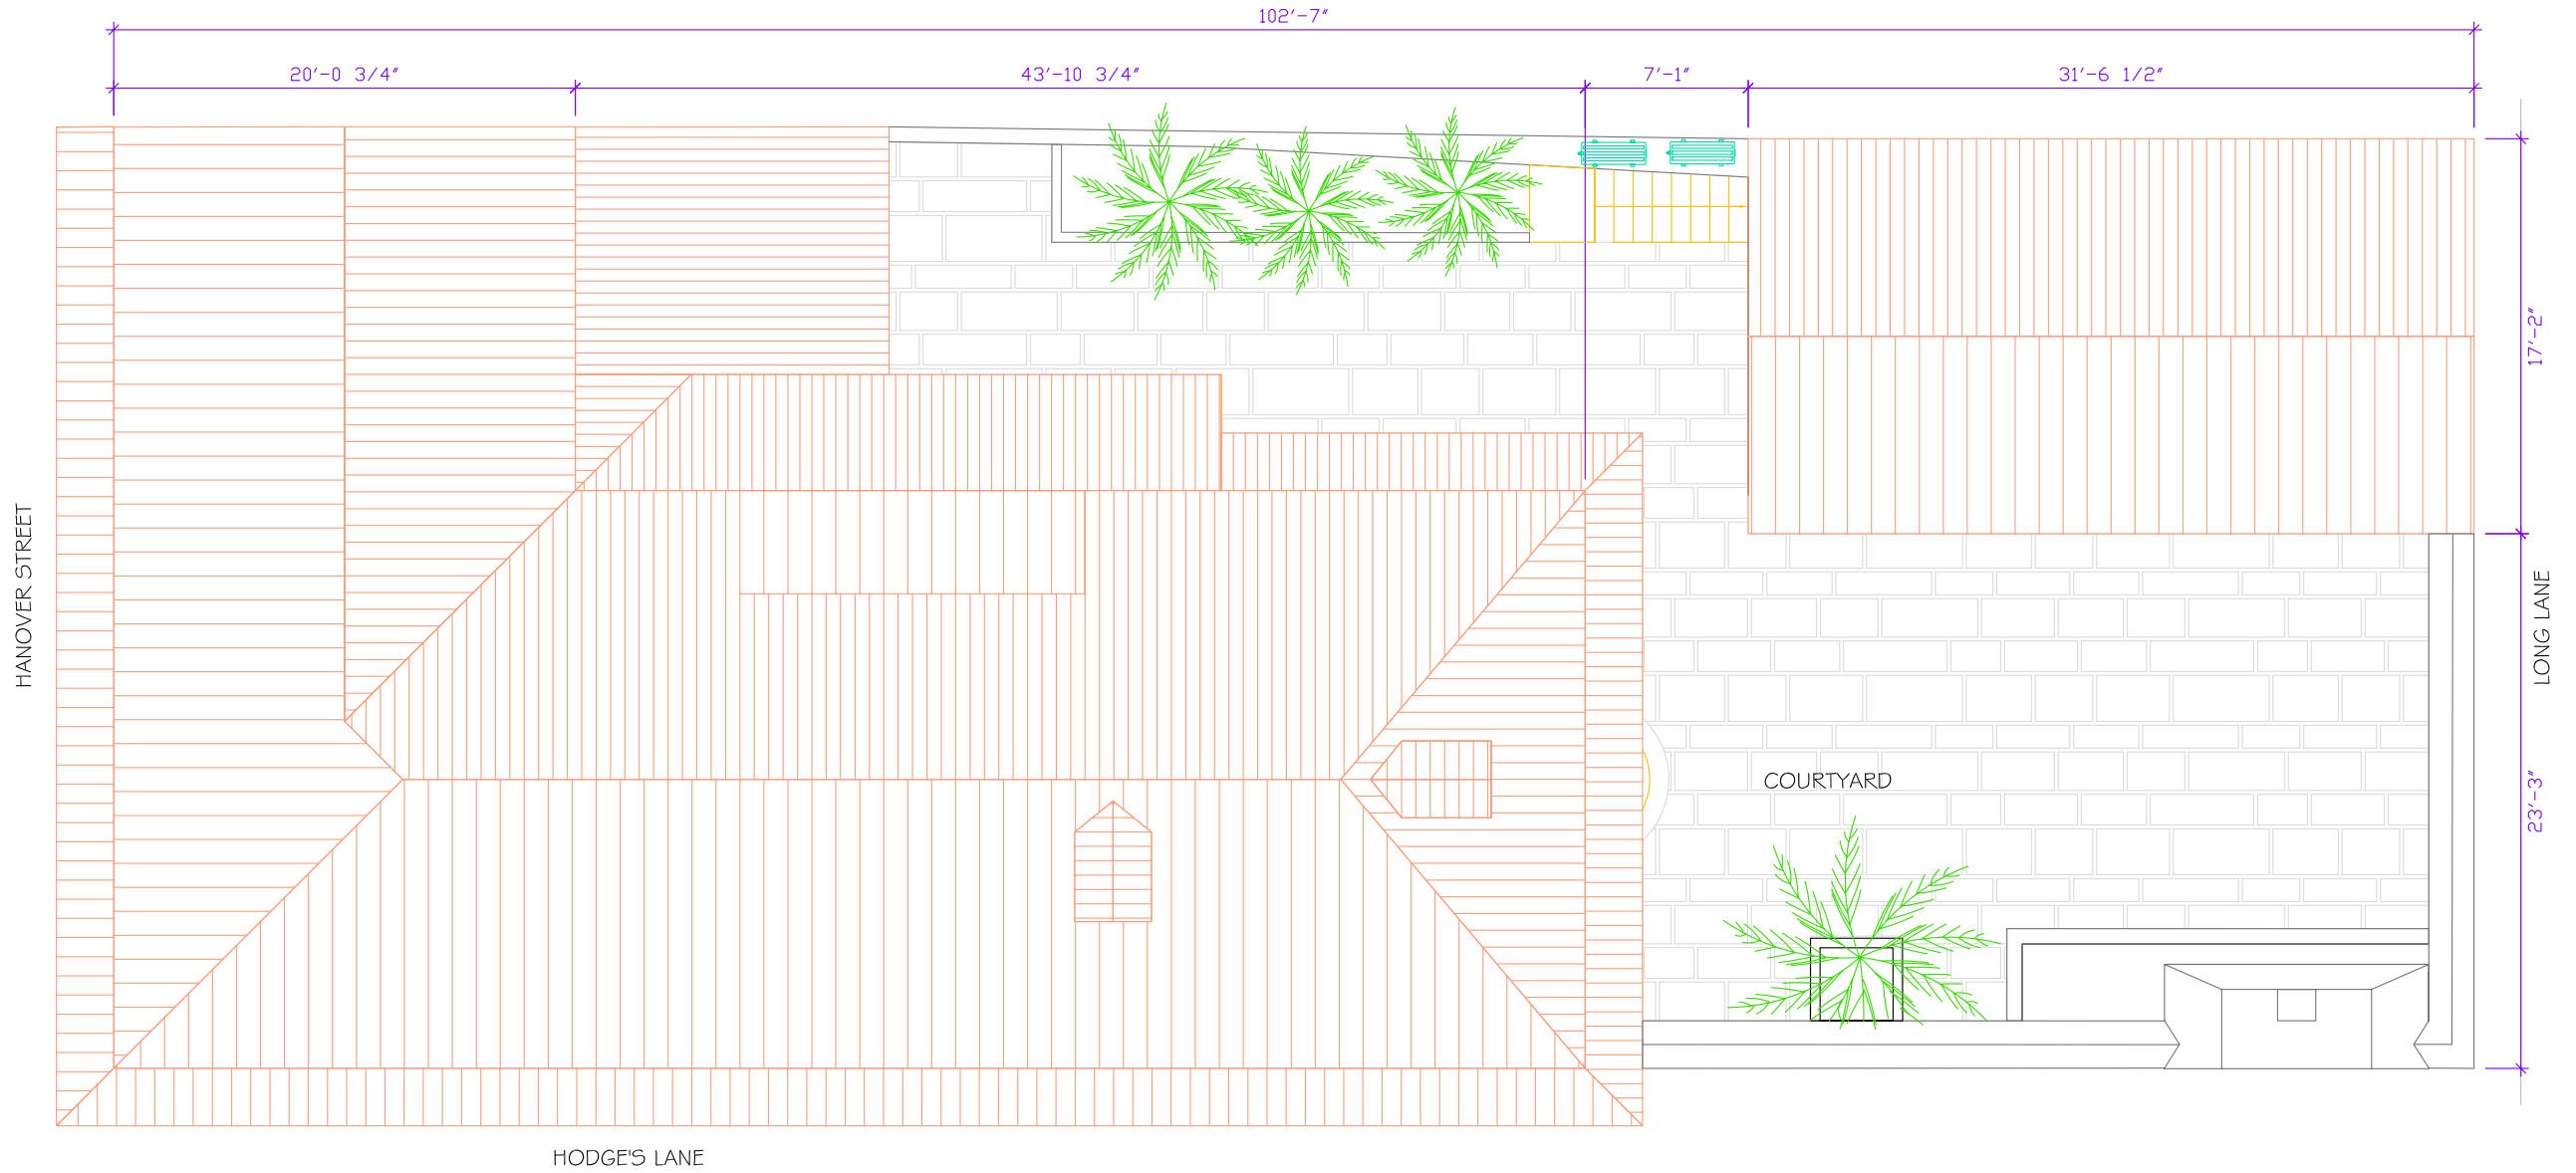 102'-7"
20'-0 3/4"
43'-10 3/4"
7'-1"
31'-6 1/2"
17'-2"
HANOVER STREET
LONG LANE
COURTYARD
23'-3"
HODGE'S LANE